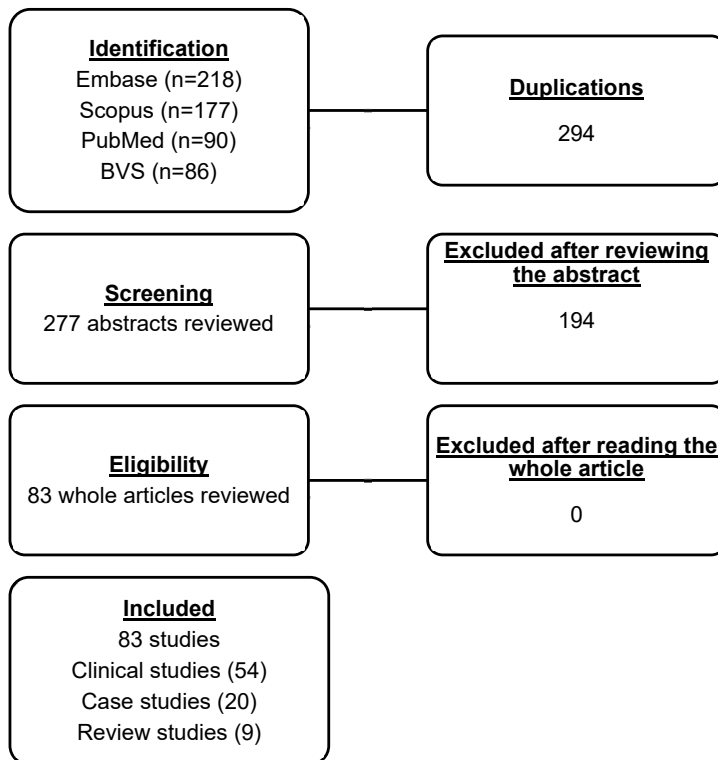 Identification
Embase (n=218)
Scopus (n=177)
PubMed (n=90)
BVS (n=86)
Duplications
294
Screening
277 abstracts reviewed
Excluded after reviewing
the abstract
194
Eligibility
83 whole articles reviewed
Excluded after reading the
whole article
0
Included
83 studies
Clinical studies (54)
Case studies (20)
Review studies (9)